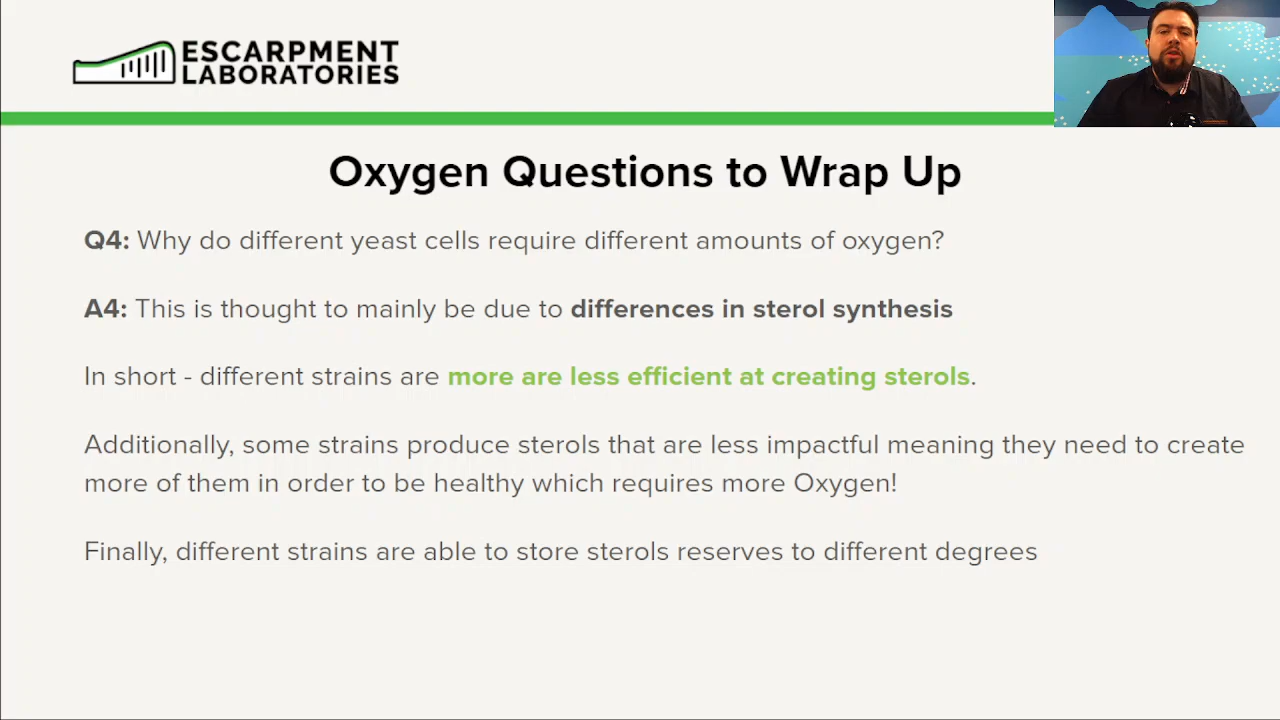 ESCARPMENT
LABORATORIES
Oxygen Questions to Wrap Up
Q4: Why do different yeast cells require different amounts of oxygen?
A4: This is thought to mainly be due to differences in sterol synthesis
In short - different strains are more are less efficient at creating sterols.
Additionally, some strains produce sterols that are less impactful meaning they need to create
more of them in order to be healthy which requires more Oxygen!
Finally, different strains are able to store sterols reserves to different degrees